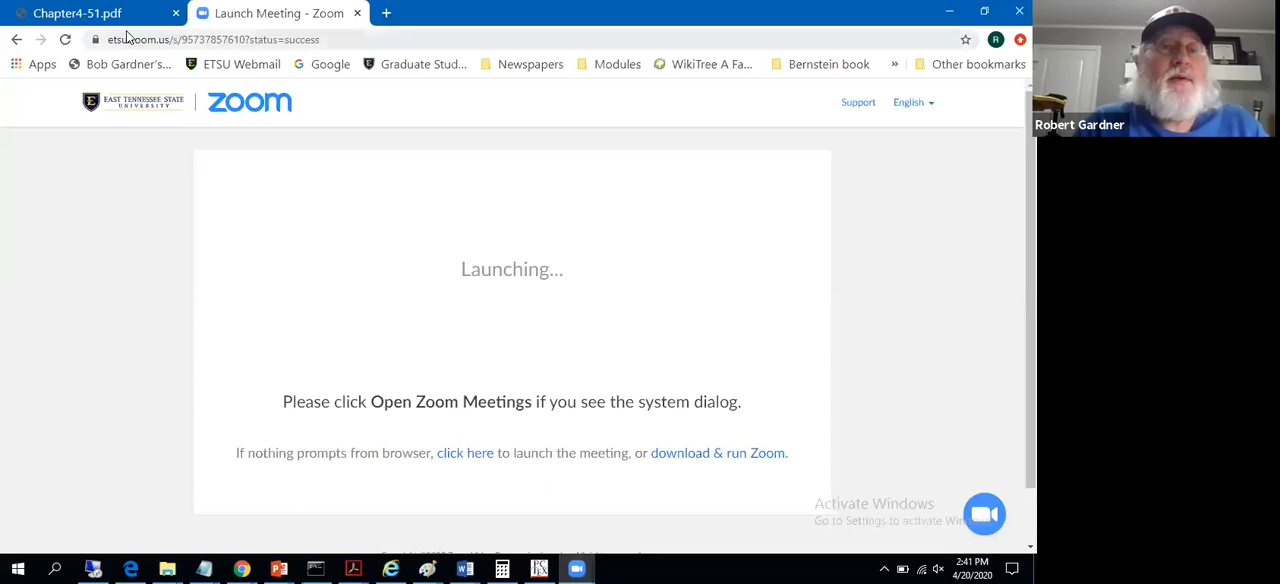 Chapter4-51.pdf
Launch Meeting - Zoom
zoom.us/s/95737857610?status=success
Apps
Bob Gardner's...
ETSU Webmail
Google
Graduate Stud...
Newspapers
Modules
WikiTree A Fa...
Bernstein book
»
Other bookmarks
R
EAST TENNESSEE STATE
UNIVERSITY
zoom
Support
English
Robert Gardner
Launching...
Please click Open Zoom Meetings if you see the system dialog.
If nothing prompts from browser, click here to launch the meeting, or download & run Zoom.
Activate Windows
Go to Settings to activate
2:41 PM
4/20/2020